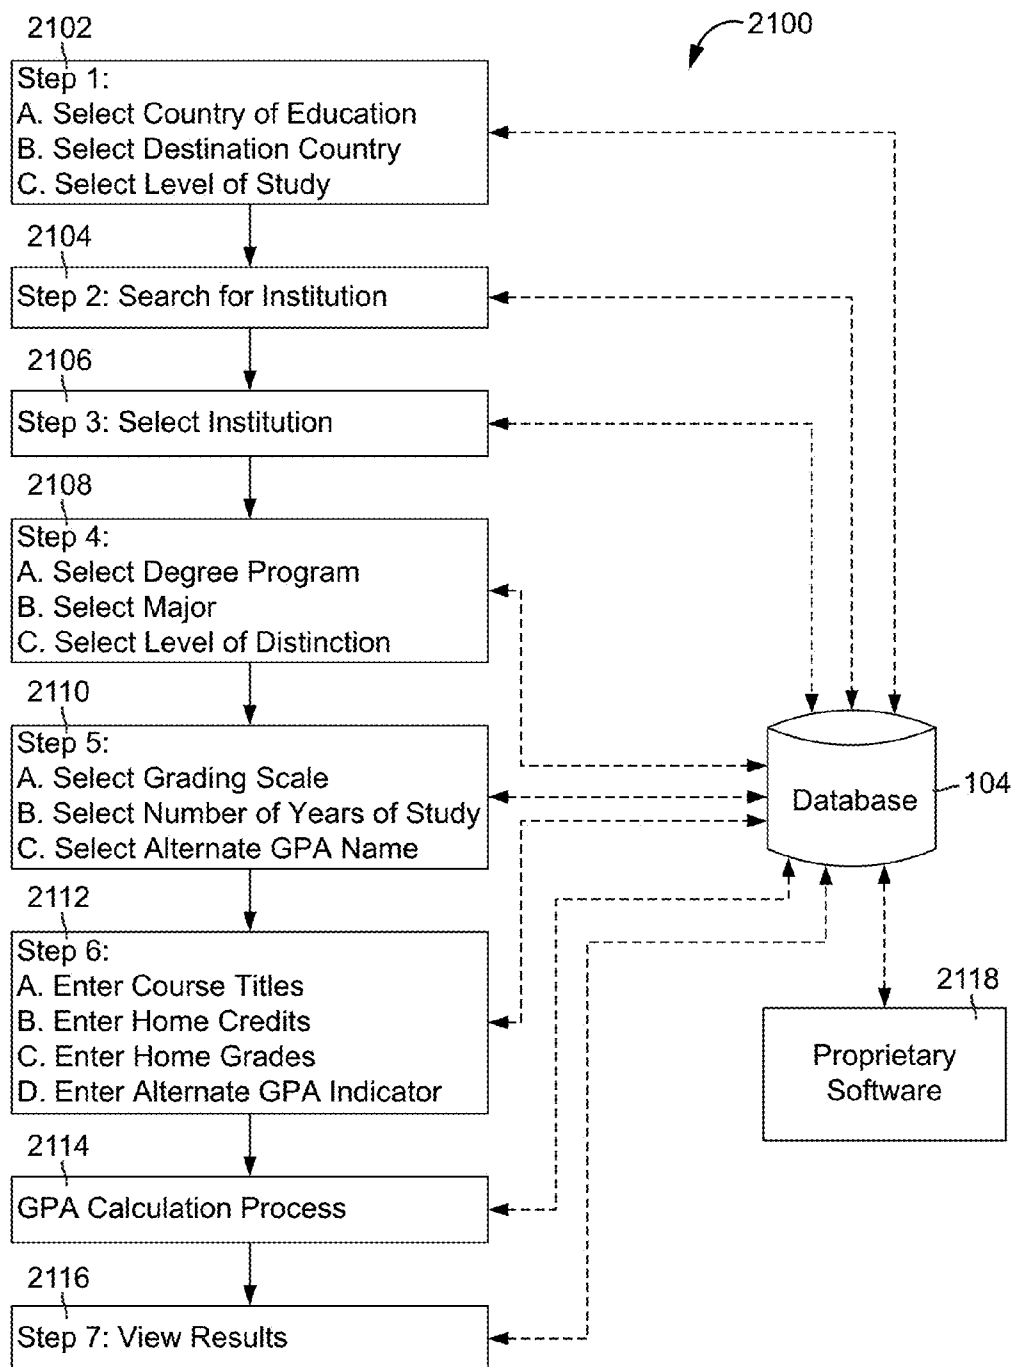 2100
2102
Step 1:
A. Select Country of Education
B. Select Destination Country
C. Select Level of Study
2104
Step 2: Search for Institution
2106
Step 3: Select Institution
2108
Step 4:
A. Select Degree Program
B. Select Major
C. Select Level of Distinction
2110
Step 5:
A. Select Grading Scale
B. Select Number of Years of Study
C. Select Alternate GPA Name
Database
104
2112
Step 6:
A. Enter Course Titles
B. Enter Home Credits
C. Enter Home Grades
D. Enter Alternate GPA Indicator
2118
Proprietary
Software
2114
GPA Calculation Process
2116
Step 7: View Results